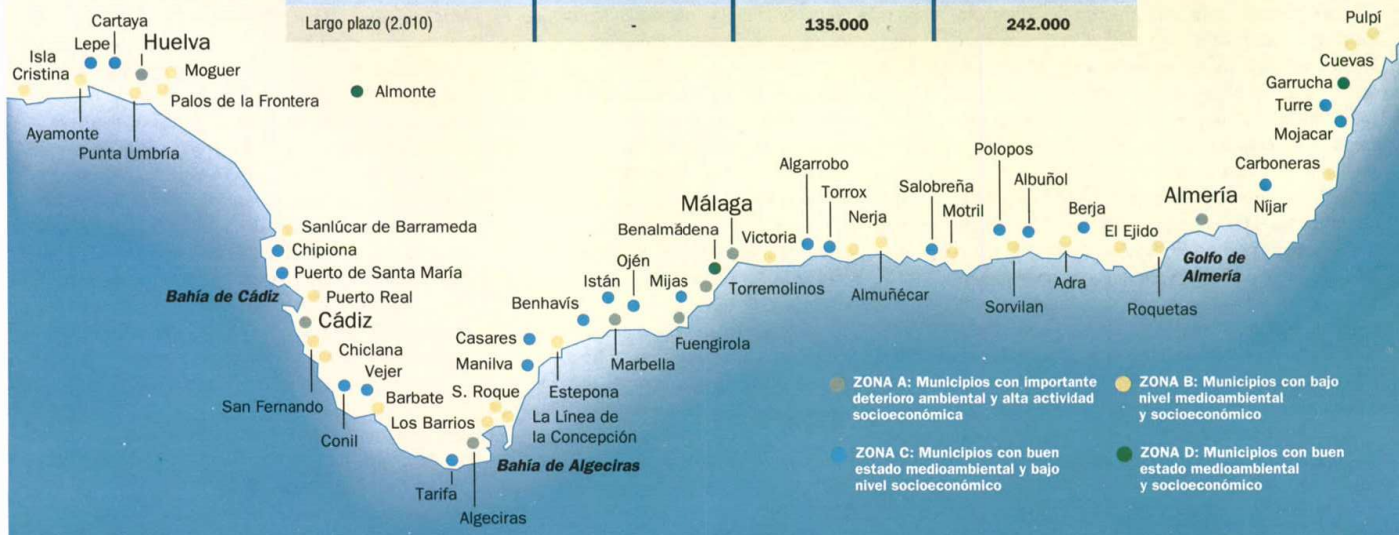 Largo plazo (2.010) 135.000 242.000
Cartaya
Lepe
Huelva
Isla
Cristina
Moguer
Palos de la Frontera
Almonte
Ayamonte
Punta Umbría
Sanlúcar de Barrameda
Chipiona
Puerto de Santa María
Bahía de Cádiz
Puerto Real
Cádiz
Chiclana
Vejer
Barbate
San Fernando
Conil
Los Barrios
S. Roque
La Línea de
la Concepción
Bahía de Algeciras
Tarifa
Algeciras
Casares
Manilva
Estepona
Benhavís
Istán
Ojén
Marbella
Mijas
Fuengirola
Benalmádena
Málaga
Torremolinos
Victoria
Algarrobo
Torrox
Nerja
Almuñécar
Salobreña
Motril
Polopos
Albuñol
Sorvilan
Berja
Adra
El Ejido
Roquetas
Almería
Golfo de
Almería
Níjar
Carboneras
Mojacar
Turre
Garrucha
Cuevas
Pulpí
ZONA A: Municipios con importante
deterioro ambiental y alta actividad
socioeconómica
ZONA B: Municipios con bajo
nivel medioambiental
y socioeconómico
ZONA C: Municipios con buen
estado medioambiental y bajo
nivel socioeconómico
ZONA D: Municipios con buen
estado medioambiental
y socioeconómico